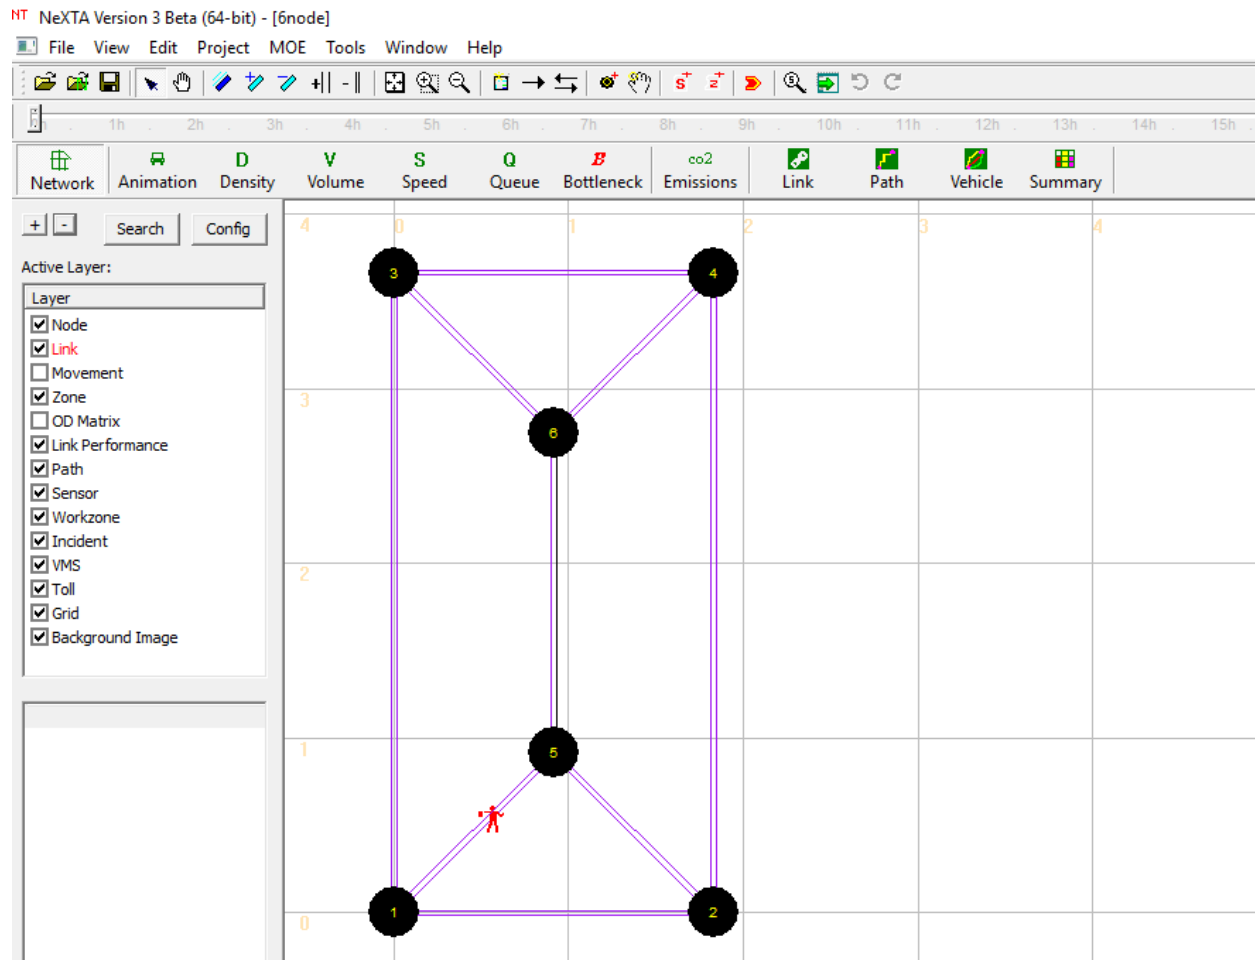 NeXTA Version 3 Beta (64-bit) - [6node]
File View Edit Project MOE Tools Window Help
1h 2h 3h 4h 5h 6h 7h 8h 9h 10h 11h 12h 13h 14h 15h
D V S Q B co2
Network Animation Density Volume Speed Queue Bottleneck Emissions Link Path Vehicle Summary
+ - Search Config
Active Layer:
Layer
Node
Link
Movement
Zone
OD Matrix
Link Performance
Path
Sensor
Workzone
Incident
VMS
Toll
Grid
Background Image
4 0 1 2 3 4
3 4
3
6
2
1
5
1 2
0